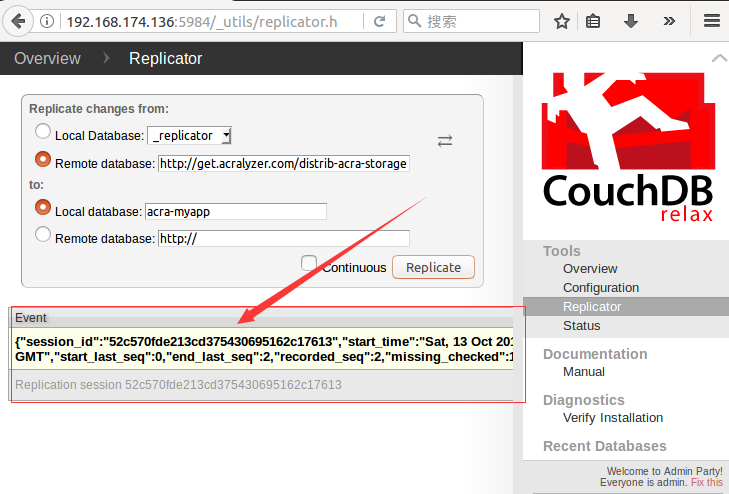 192.168.174.136:5984/_utils/replicator.h
搜索
Overview
Replicator
Replicate changes from:
Local Database: _replicator
Remote database: http://get.acralyzer.com/distrib-acra-storage
to:
Local database: acra-myapp
Remote database: http://
Continuous
Replicate
Event
{"session_id":"52c570fde213cd375430695162c17613","start_time":"Sat, 13 Oct 201
GMT","start_last_seq":0,"end_last_seq":2,"recorded_seq":2,"missing_checked":1
Replication session 52c570fde213cd375430695162c17613
CouchDB
relax
Tools
Overview
Configuration
Replicator
Status
Documentation
Manual
Diagnostics
Verify Installation
Recent Databases
Welcome to Admin Party!
Everyone is admin. Fix this